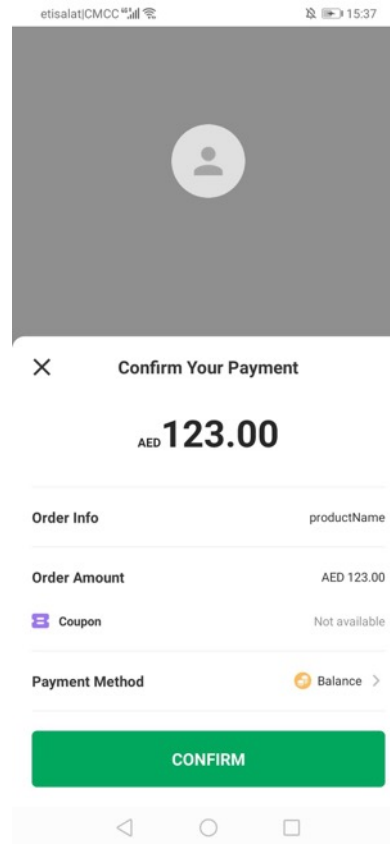 etisalat|CMCC 15:37
Confirm Your Payment
AED 123.00
Order Info productName
Order Amount AED 123.00
Coupon Not available
Payment Method Balance
CONFIRM